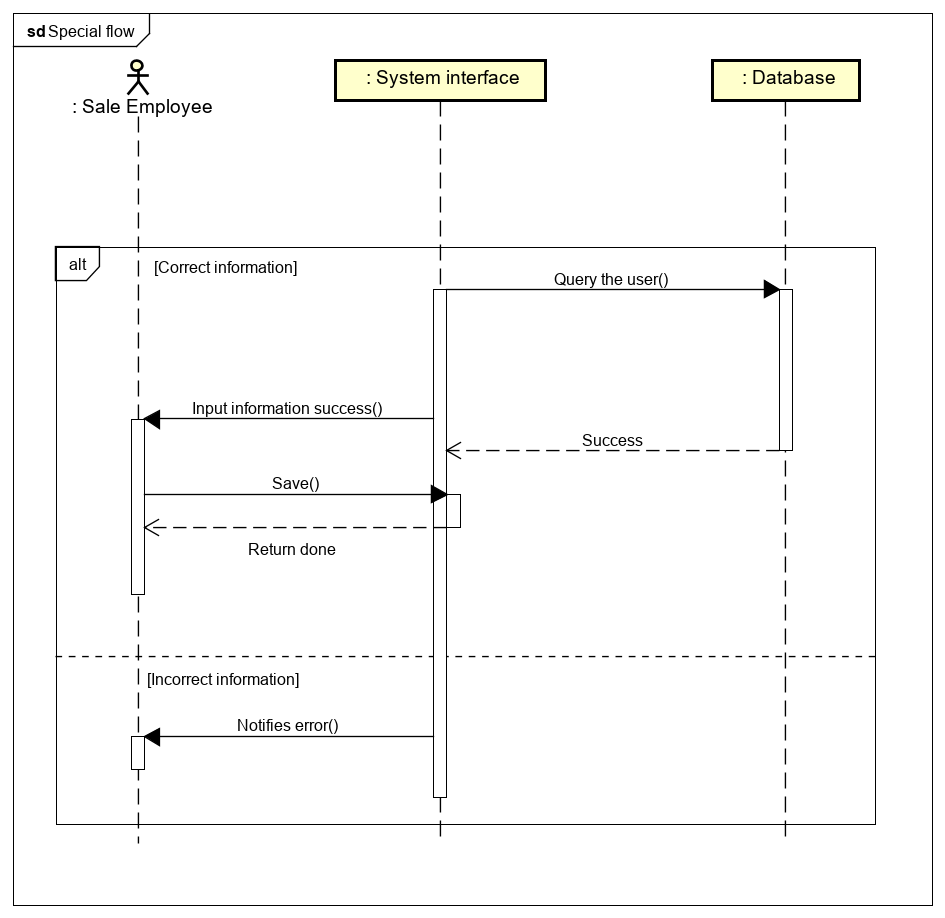 sd Special flow
: Sale Employee
: System interface
: Database
alt
[Correct information]
Query the user()
Input information success()
Success
Save()
Return done
[Incorrect information]
Notifies error()